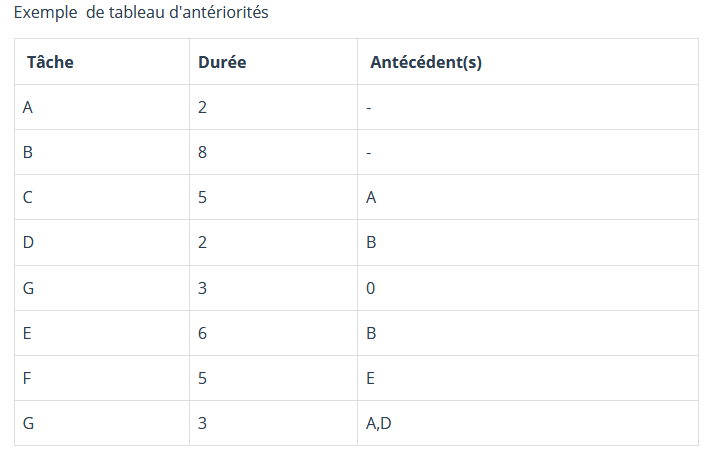 Exemple de tableau d'antériorités
Tâche Durée Antécédent(s)
A 2 -
B 8 -
C 5 A
D 2 B
G 3 0
E 6 B
F 5 E
G 3 A,D